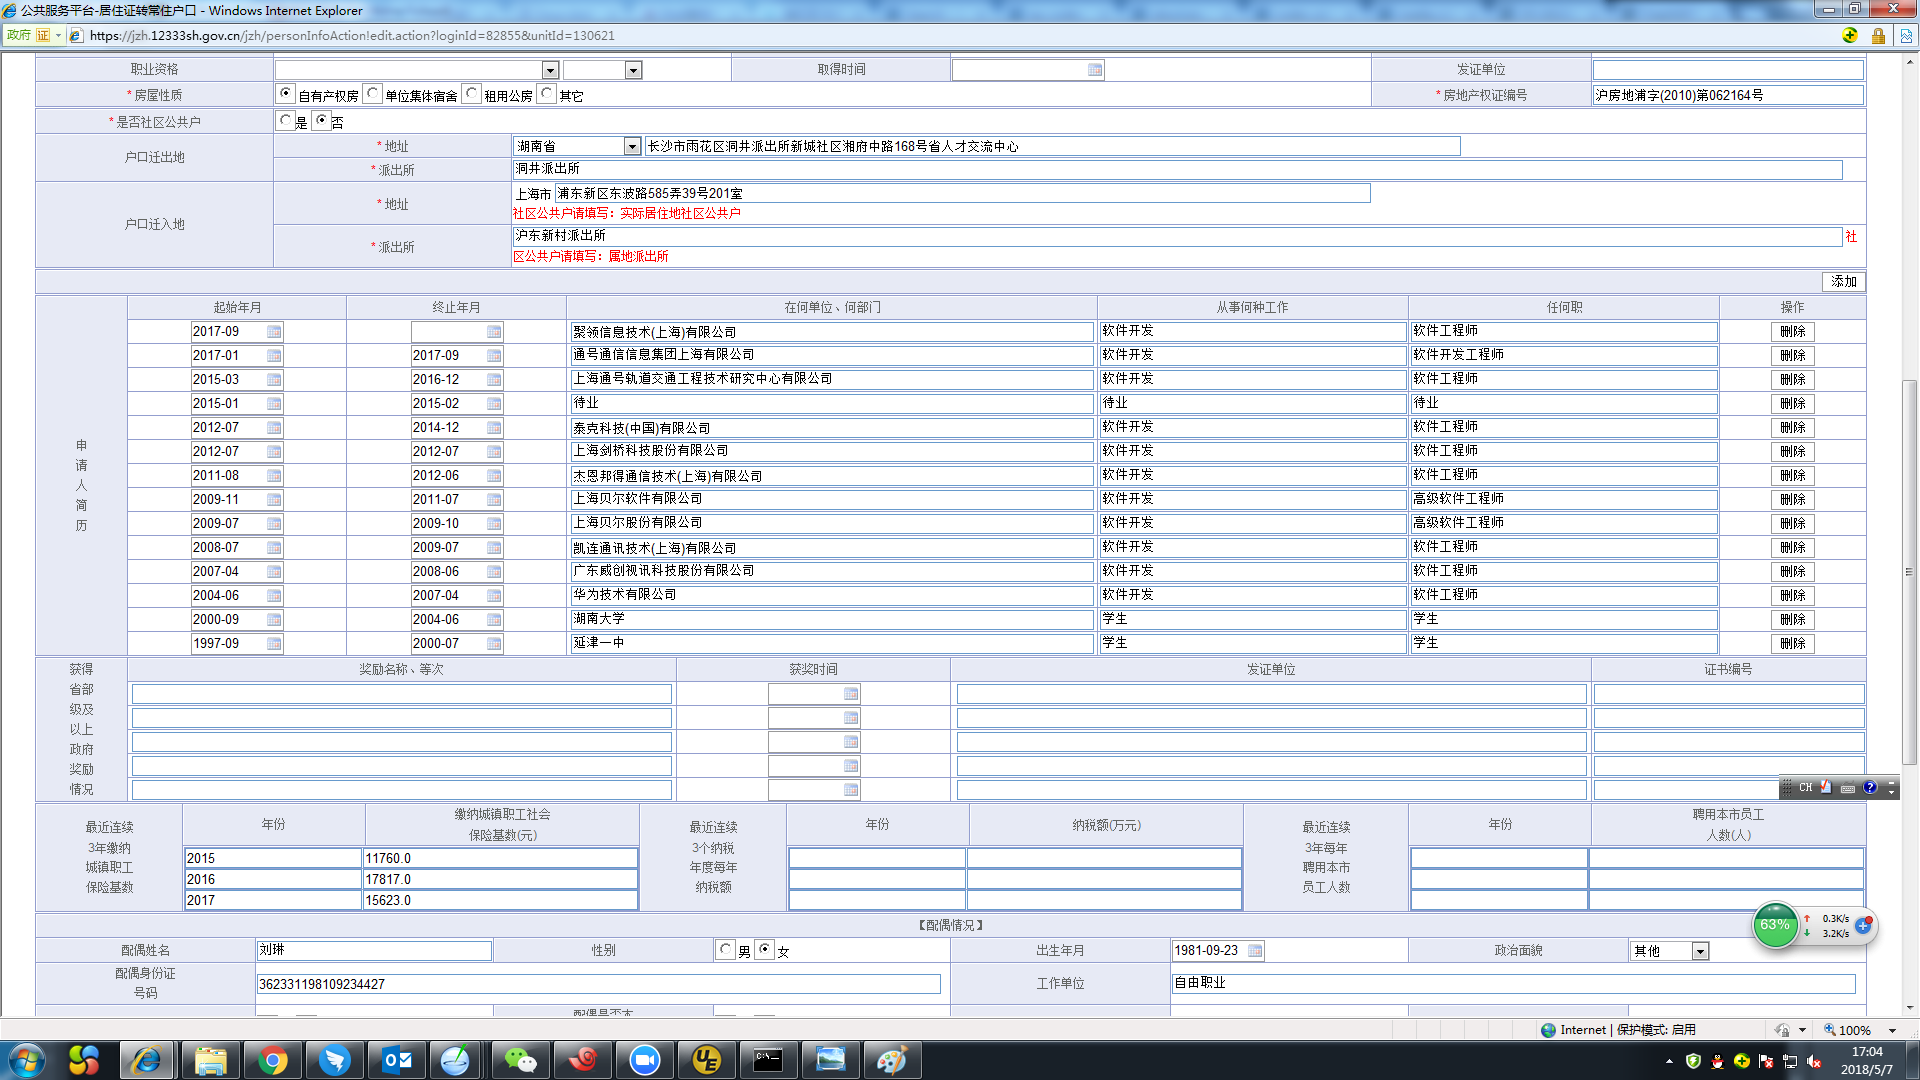 公共服务平台-居住证转常住户口 - Windows Internet Explorer
政府 证 https://jzh.12333sh.gov.cn/jzh/personInfoAction!edit.action?loginId=82855&unitId=130621
职业资格 取得时间 发证单位
*房屋性质 自有产权房 单位集体宿舍 租用公房 其它 *房地产权证编号 沪房地浦字(2010)第062164号
*是否社区公共户 是 否
户口迁出地 *地址 湖南省 长沙市雨花区洞井派出所新城社区湘府中路168号省人才交流中心
*派出所 洞井派出所
户口迁入地 *地址 上海市 浦东新区东波路585弄39号201室
社区公共户请填写：实际居住地社区公共户
*派出所 沪东新村派出所 社
区公共户请填写：属地派出所
添加
申请人简历
起始年月 终止年月 在何单位、何部门 从事何种工作 任何职 操作
2017-09 聚领信息技术(上海)有限公司 软件开发 软件工程师 删除
2017-01 2017-09 通号通信信息集团上海有限公司 软件开发 软件开发工程师 删除
2015-03 2016-12 上海通号轨道交通工程技术研究中心有限公司 软件开发 软件工程师 删除
2015-01 2015-02 待业 待业 待业 删除
2012-07 2014-12 泰克科技(中国)有限公司 软件开发 软件工程师 删除
2012-07 2012-07 上海剑桥科技股份有限公司 软件开发 软件工程师 删除
2011-08 2012-06 杰恩邦得通信技术(上海)有限公司 软件开发 软件工程师 删除
2009-11 2011-07 上海贝尔软件有限公司 软件开发 高级软件工程师 删除
2009-07 2009-10 上海贝尔股份有限公司 软件开发 高级软件工程师 删除
2008-07 2009-07 凯连通讯技术(上海)有限公司 软件开发 软件工程师 删除
2007-04 2008-06 广东威创视讯科技股份有限公司 软件开发 软件工程师 删除
2004-06 2007-04 华为技术有限公司 软件开发 软件工程师 删除
2000-09 2004-06 湖南大学 学生 学生 删除
1997-09 2000-07 延津一中 学生 学生 删除
获得
省部
级及
以上
政府
奖励
情况
奖励名称、等次 获奖时间 发证单位 证书编号
CH
最近连续
3年缴纳
城镇职工
保险基数
年份 缴纳城镇职工社会
保险基数(元)
2015 11760.0
2016 17817.0
2017 15623.0
最近连续
3个纳税
年度每年
纳税额
年份 纳税额(万元)
最近连续
3年每年
聘用本市
员工人数
年份 聘用本市员工
人数(人)
【配偶情况】
63% 0.3K/s
3.2K/s
配偶姓名 刘琳 性别 男 女 出生年月 1981-09-23 政治面貌 其他
配偶身份证
号码 362331198109234427 工作单位 自由职业
配偶是否本
Internet | 保护模式: 启用 100%
17:04
2018/5/7